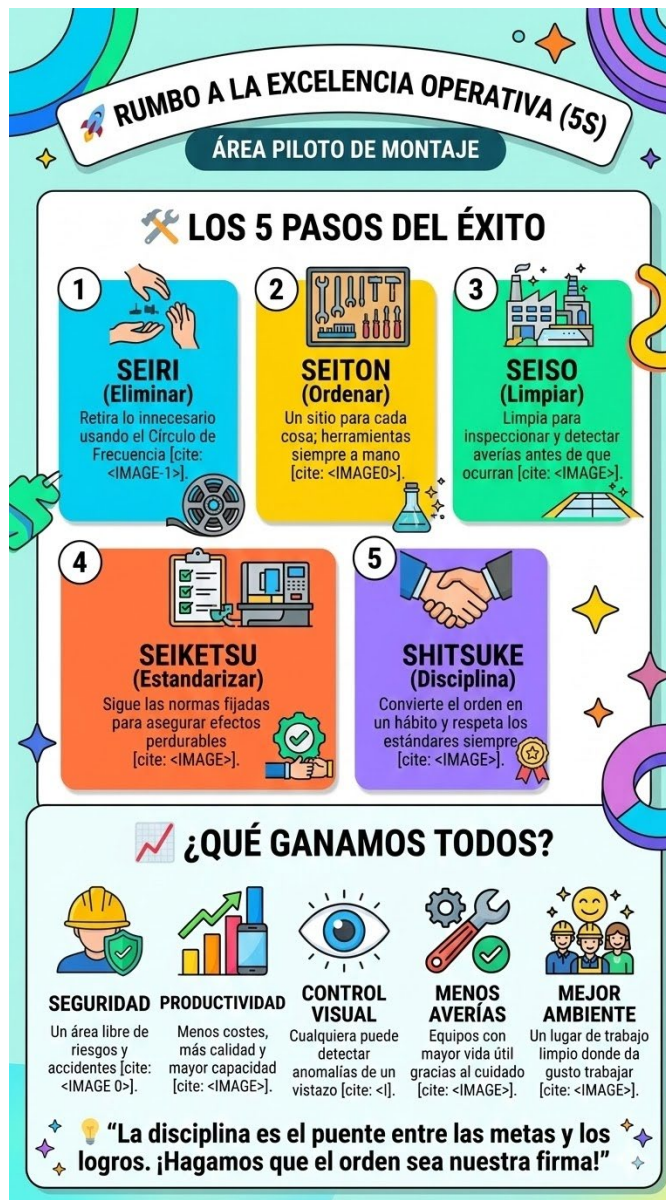 RUMBO A LA EXCELENCIA OPERATIVA (5S)
ÁREA PILOTO DE MONTAJE
LOS 5 PASOS DEL ÉXITO
1
SEIRI
(Eliminar)
Retira lo innecesario
usando el Círculo de
Frecuencia [cite:
<IMAGE-1>].
2
SEITON
(Ordenar)
Un sitio para cada
cosa; herramientas
siempre a mano
[cite: <IMAGE0>].
3
SEISO
(Limpiar)
Limpia para
inspeccionar y detectar
averías antes de que
ocurran [cite: <IMAGE>].
4
SEIKETSU
(Estandarizar)
Sigue las normas fijadas
para asegurar efectos
perdurables
[cite: <IMAGE>].
5
SHITSUKE
(Disciplina)
Convierte el orden en
un hábito y respeta los
estándares siempre
[cite: <IMAGE>].
¿QUÉ GANAMOS TODOS?
SEGURIDAD
Un área libre de
riesgos y
accidentes [cite:
<IMAGE 0>].
PRODUCTIVIDAD
Menos costes,
más calidad y
mayor capacidad
[cite: <IMAGE>].
CONTROL
VISUAL
Cualquiera puede
detectar
anomalías de un
vistazo [cite: <I].
MENOS
AVERÍAS
Equipos con
mayor vida útil
gracias al cuidado
[cite: <IMAGE>].
MEJOR
AMBIENTE
Un lugar de trabajo
limpio donde da
gusto trabajar
[cite: <IMAGE>].
“La disciplina es el puente entre las metas y los
logros. ¡Hagamos que el orden sea nuestra firma!”